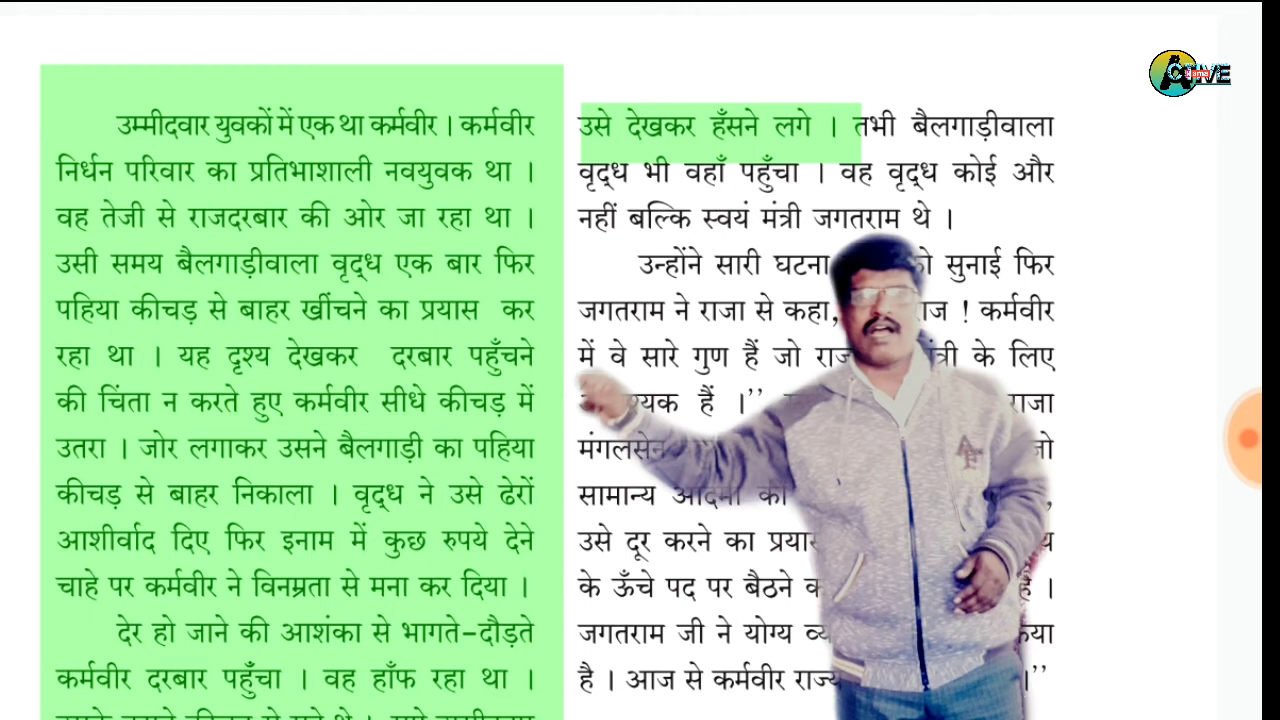 उम्मीदवार युवकों में एक था कर्मवीर । कर्मवीर
निर्धन परिवार का प्रतिभाशाली नवयुवक था ।
वह तेजी से राजदरबार की ओर जा रहा था ।
उसी समय बैलगाड़ीवाला वृद्ध एक बार फिर
पहिया कीचड़ से बाहर खींचने का प्रयास कर
रहा था । यह दृश्य देखकर दरबार पहुँचने
की चिंता न करते हुए कर्मवीर सीधे कीचड़ में
उतरा । जोर लगाकर उसने बैलगाड़ी का पहिया
कीचड़ से बाहर निकाला । वृद्ध ने उसे ढेरों
आशीर्वाद दिए फिर इनाम में कुछ रुपये देने
चाहे पर कर्मवीर ने विनम्रता से मना कर दिया ।
देर हो जाने की आशंका से भागते-दौड़ते
कर्मवीर दरबार पहुँचा । वह हाँफ रहा था ।
उसे देखकर हँसने लगे । तभी बैलगाड़ीवाला
वृद्ध भी वहाँ पहुँचा । वह वृद्ध कोई और
नहीं बल्कि स्वयं मंत्री जगतराम थे ।
उन्होंने सारी घटना सुनाई फिर
जगतराम ने राजा से कहा, कर्मवीर
में वे सारे गुण हैं जो के लिए
हैं ।’’ राजा
मंगलसेन जो
सामान्य आदमी की ,
उसे दूर करने का
के ऊँचे पद पर बैठने है ।
जगतराम जी ने योग्य
है । आज से कर्मवीर ।’’